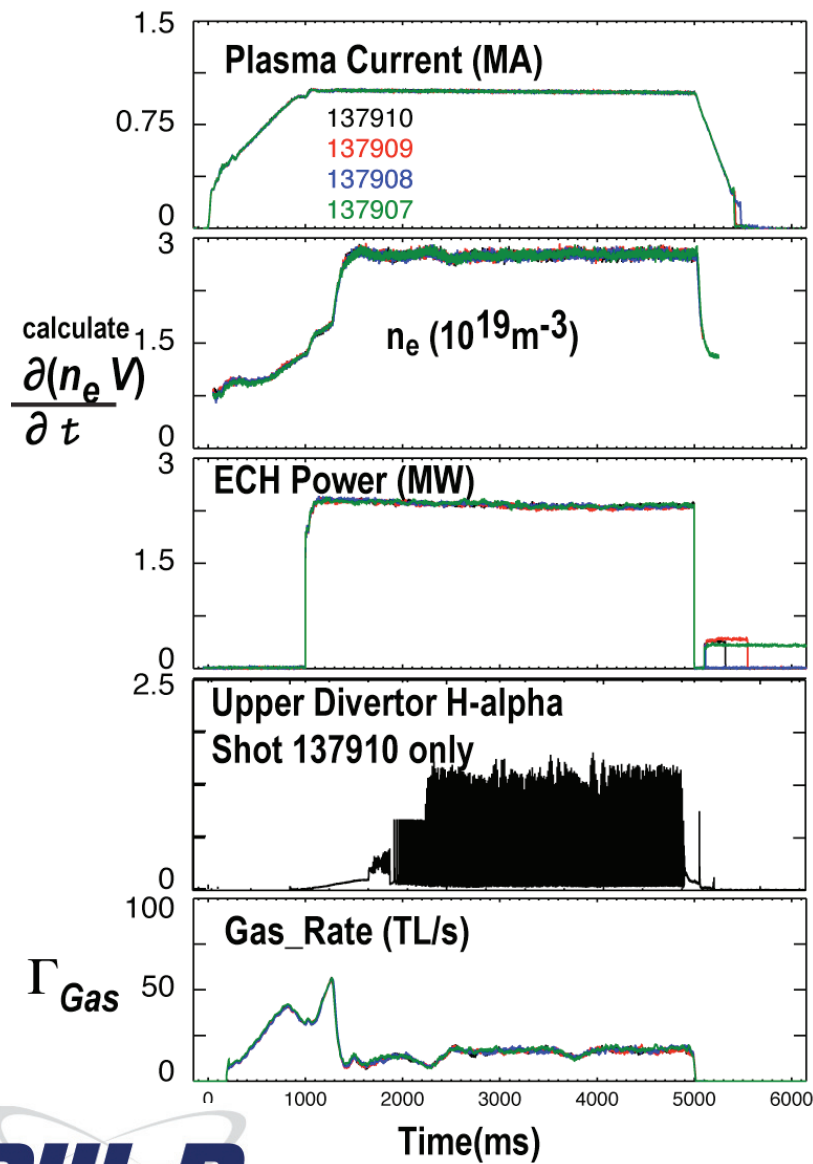 1.5
Plasma Current (MA)
0.75
137910
137909
137908
137907
0
3
calculate
∂(nₑ V)
∂ t
1.5
nₑ (10¹⁹m⁻³)
0
3
ECH Power (MW)
1.5
0
2.5
Upper Divertor H-alpha
Shot 137910 only
0
100
Gas_Rate (TL/s)
Γ_Gas
50
0
0 1000 2000 3000 4000 5000 6000
Time(ms)